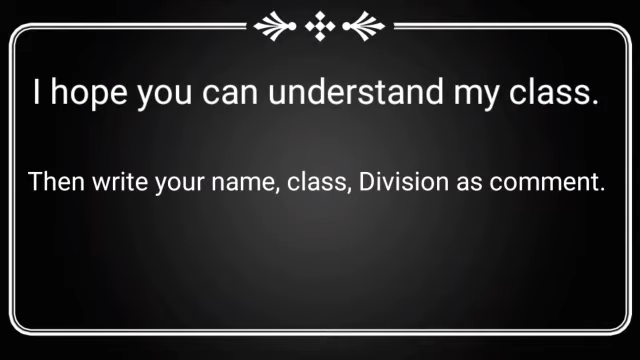 I hope you can understand my class.
Then write your name, class, Division as comment.